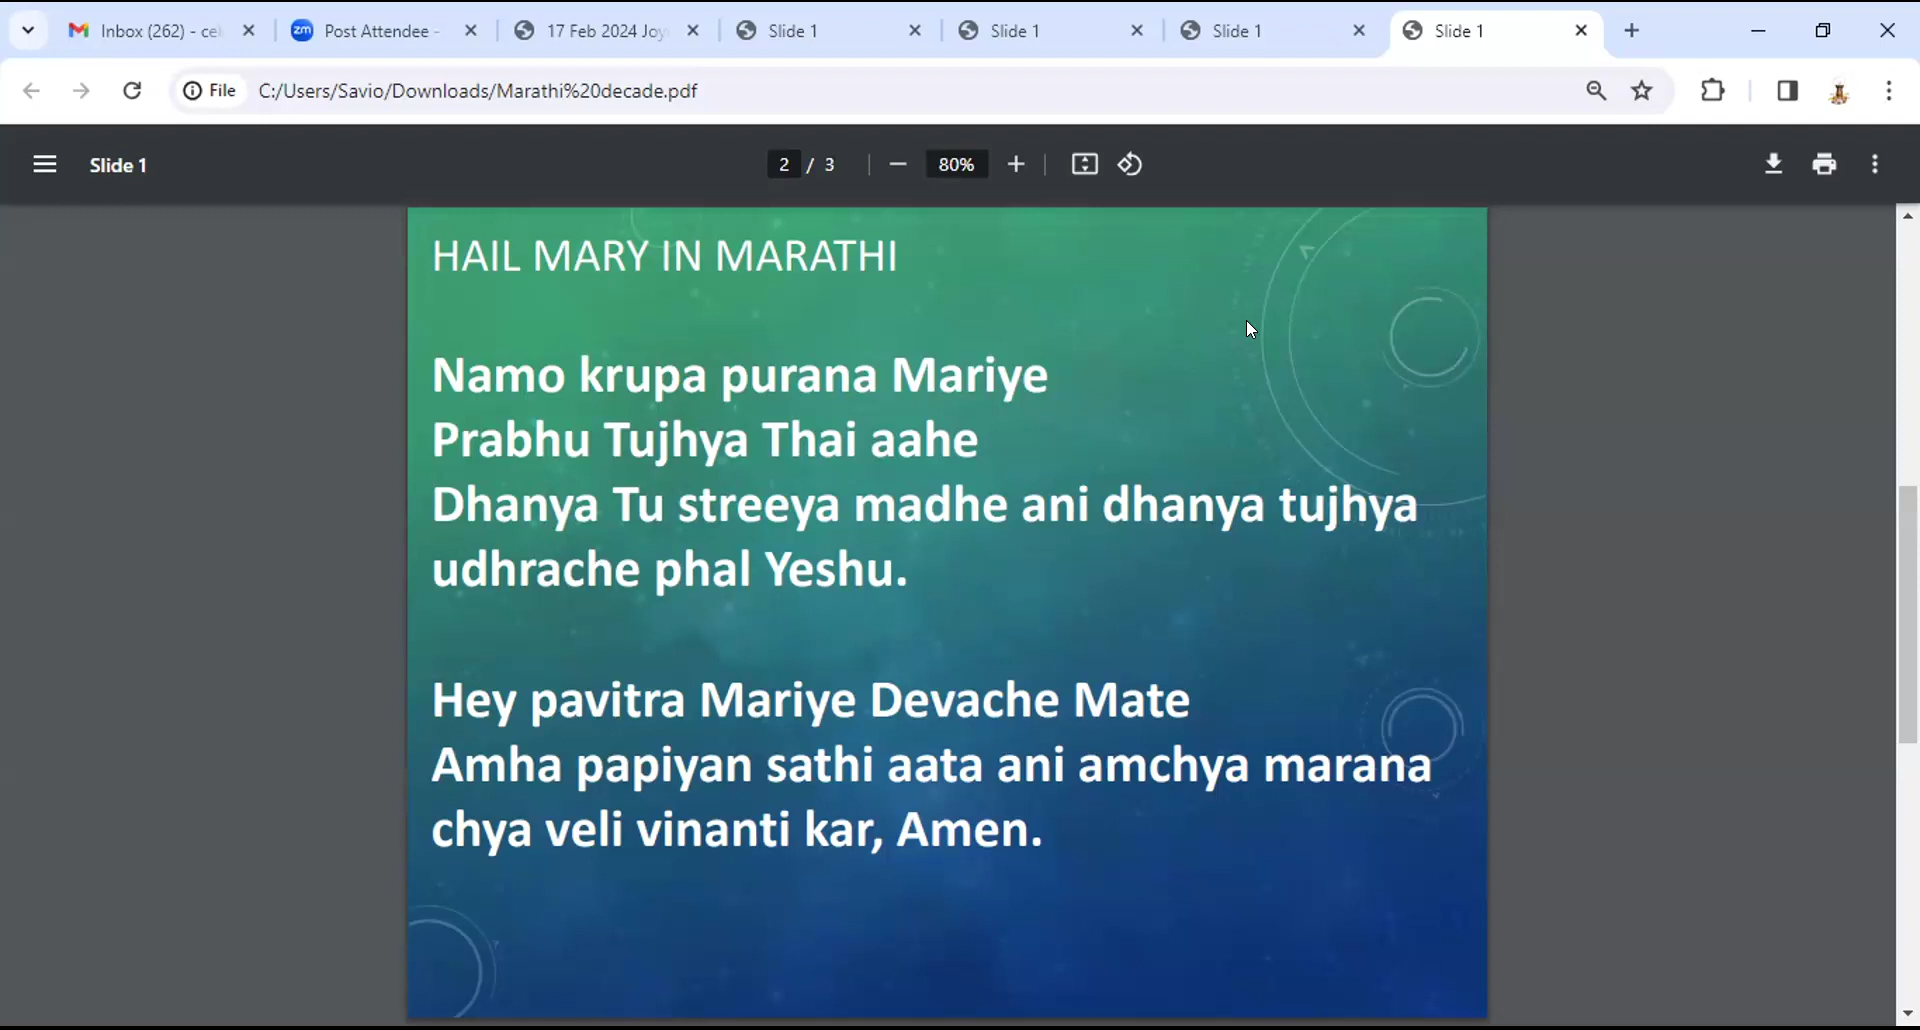 Inbox (262) - cel
Post Attendee -
17 Feb 2024 Joy
Slide 1
Slide 1
Slide 1
Slide 1
File
C:/Users/Savio/Downloads/Marathi%20decade.pdf
Slide 1
2 / 3
80%
HAIL MARY IN MARATHI
Namo krupa purana Mariye
Prabhu Tujhya Thai aahe
Dhanya Tu streeya madhe ani dhanya tujhya
udhrache phal Yeshu.
Hey pavitra Mariye Devache Mate
Amha papiyan sathi aata ani amchya marana
chya veli vinanti kar, Amen.